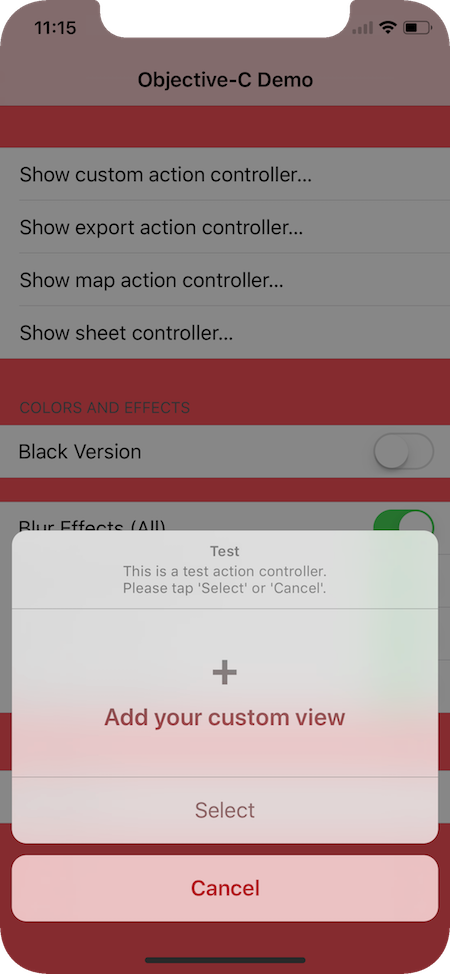 11:15
Objective-C Demo
Show custom action controller...
Show export action controller...
Show map action controller...
Show sheet controller...
COLORS AND EFFECTS
Black Version
Blur Effects (All)
Test
This is a test action controller.
Please tap 'Select' or 'Cancel'.
+
Add your custom view
Select
Cancel